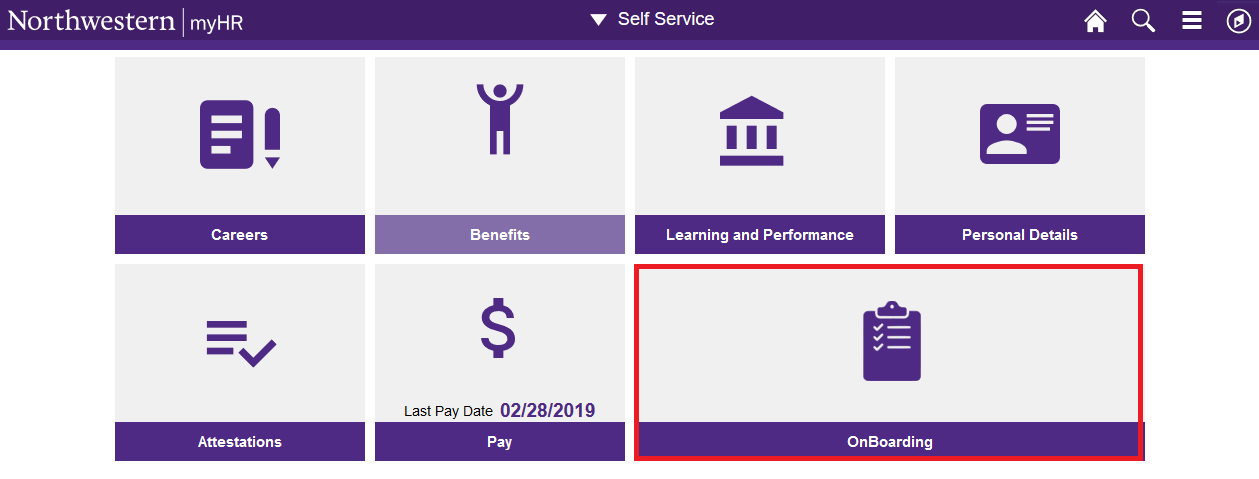 Northwestern | myHR
Self Service
Careers
Benefits
Learning and Performance
Personal Details
Attestations
Last Pay Date 02/28/2019
Pay
OnBoarding